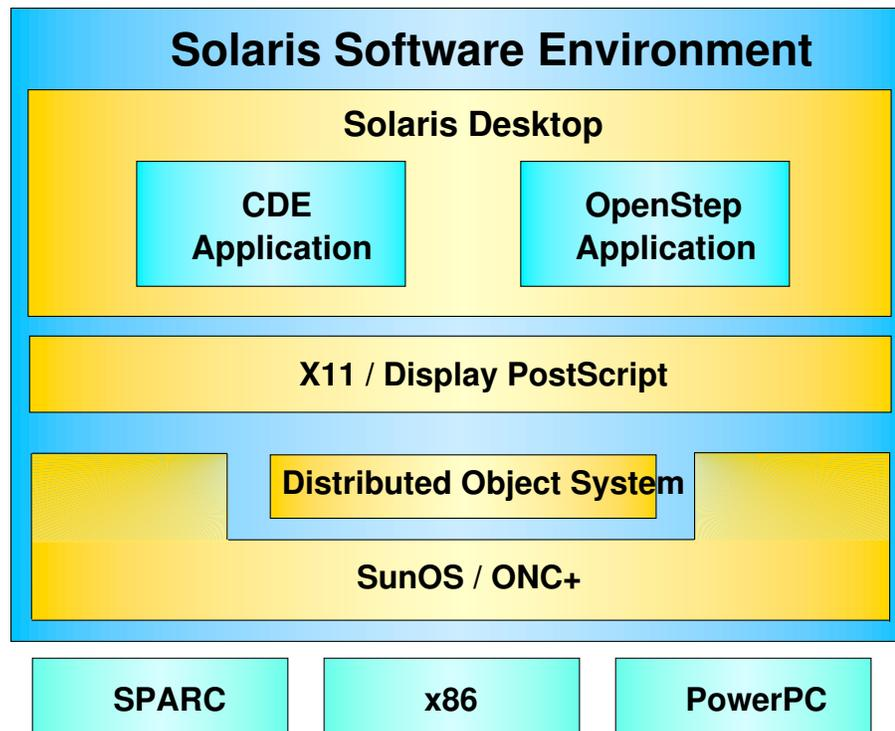 Solaris Software Environment
Solaris Desktop
CDE
Application
OpenStep
Application
X11 / Display PostScript
Distributed Object System
SunOS / ONC+
SPARC
x86
PowerPC